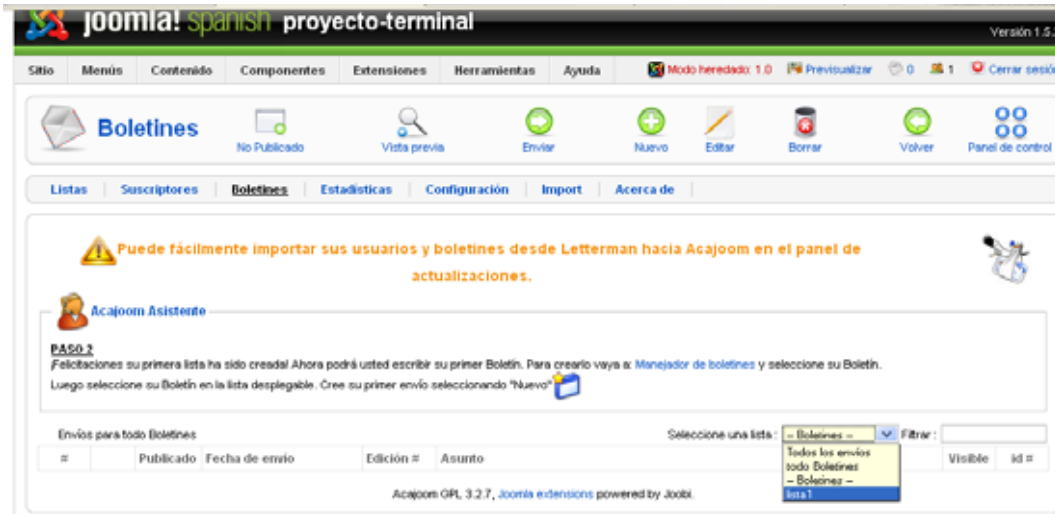 joomla! spanish proyecto-terminal
Versión 1.5.
Sitio Menús Contenido Componentes Extensiones Herramientas Ayuda Modo heredado: 1.0 Previsualizar 0 1 Cerrar sesió
Boletines No Publicado Vista previa Enviar Nuevo Editar Borrar Volver Panel de control
Listas Suscriptores Boletines Estadísticas Configuración Import Acerca de
Puede fácilmente importar sus usuarios y boletines desde Letterman hacia Acajoom en el panel de
actualizaciones.
Acajoom Asistente
PASO 2
¡Felicitaciones su primera lista ha sido creada! Ahora podrá usted escribir su primer Boletín. Para crearlo vaya a: Manejador de boletines y seleccione su Boletín.
Luego seleccione su Boletín en la lista desplegable. Cree su primer envío seleccionando "Nuevo"
Envíos para todo Boletines Seleccione una lista : -- Boletines -- Filtrar :
# Publicado Fecha de envío Edición # Asunto Visible id #
Todos los envíos
todo Boletines
-- Boletines --
lista1
Acajoom GPL 3.2.7, Joomla extensions powered by Joobi.